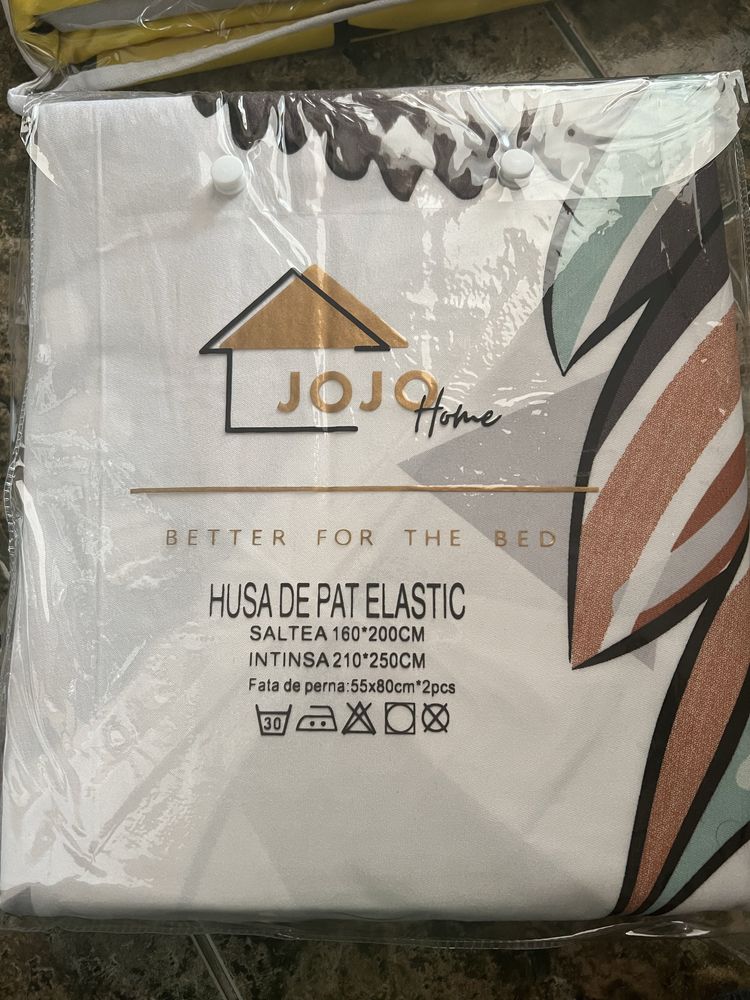 JOJO
Home
BETTER FOR THE BED
HUSA DE PAT ELASTIC
SALTEA 160*200CM
INTINSA 210*250CM
Fata de perna:55x80cm*2pcs
30